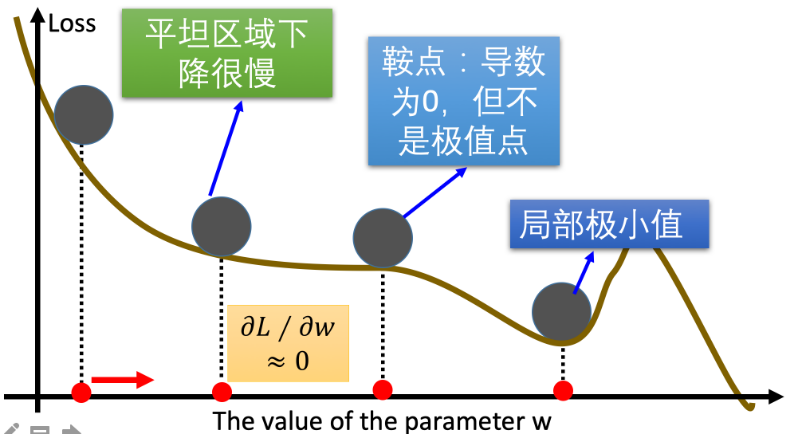 Loss
平坦区域下
降很慢
鞍点：导数
为0，但不
是极值点
局部极小值
∂L / ∂w
≈ 0
The value of the parameter w